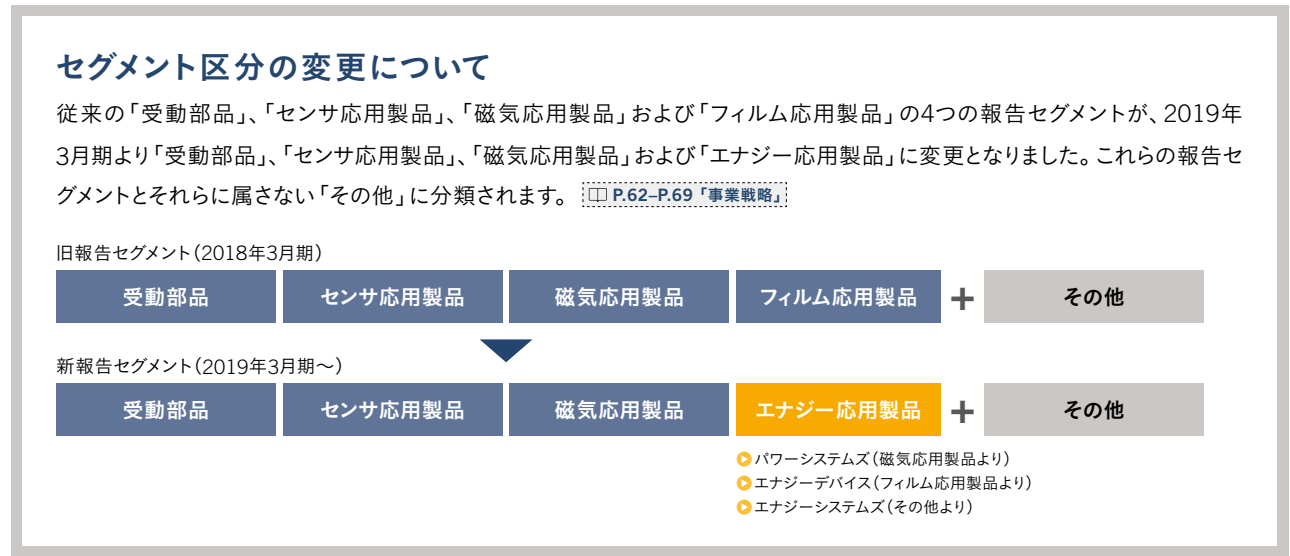 セグメント区分の変更について
従来の「受動部品」、「センサ応用製品」、「磁気応用製品」および「フィルム応用製品」の4つの報告セグメントが、2019年
3月期より「受動部品」、「センサ応用製品」、「磁気応用製品」および「エナジー応用製品」に変更となりました。これらの報告セ
グメントとそれらに属さない「その他」に分類されます。 P.62–P.69「事業戦略」
旧報告セグメント(2018年3月期)
受動部品 センサ応用製品 磁気応用製品 フィルム応用製品 + その他
新報告セグメント(2019年3月期～)
受動部品 センサ応用製品 磁気応用製品 エナジー応用製品 + その他
パワーシステムズ(磁気応用製品より)
エナジーデバイス(フィルム応用製品より)
エナジーシステムズ(その他より)